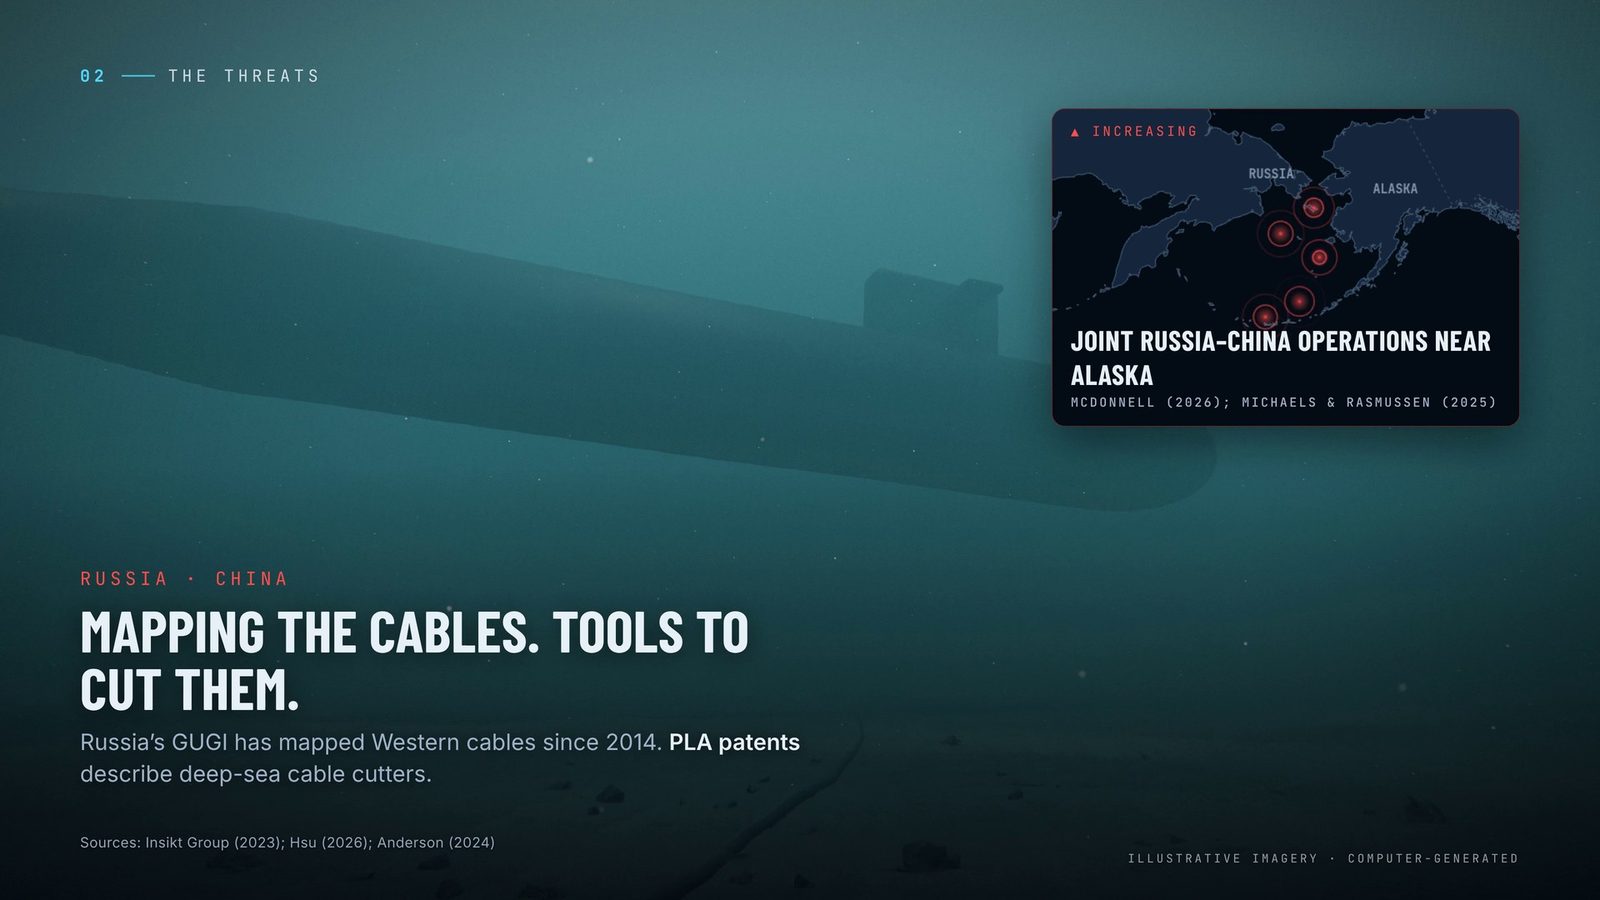 02 — THE THREATS
▲ INCREASING
RUSSIA
ALASKA
JOINT RUSSIA–CHINA OPERATIONS NEAR
ALASKA
MCDONNELL (2026); MICHAELS & RASMUSSEN (2025)
RUSSIA · CHINA
MAPPING THE CABLES. TOOLS TO
CUT THEM.
Russia’s GUGI has mapped Western cables since 2014. PLA patents
describe deep-sea cable cutters.
Sources: Insikt Group (2023); Hsu (2026); Anderson (2024)
ILLUSTRATIVE IMAGERY · COMPUTER-GENERATED